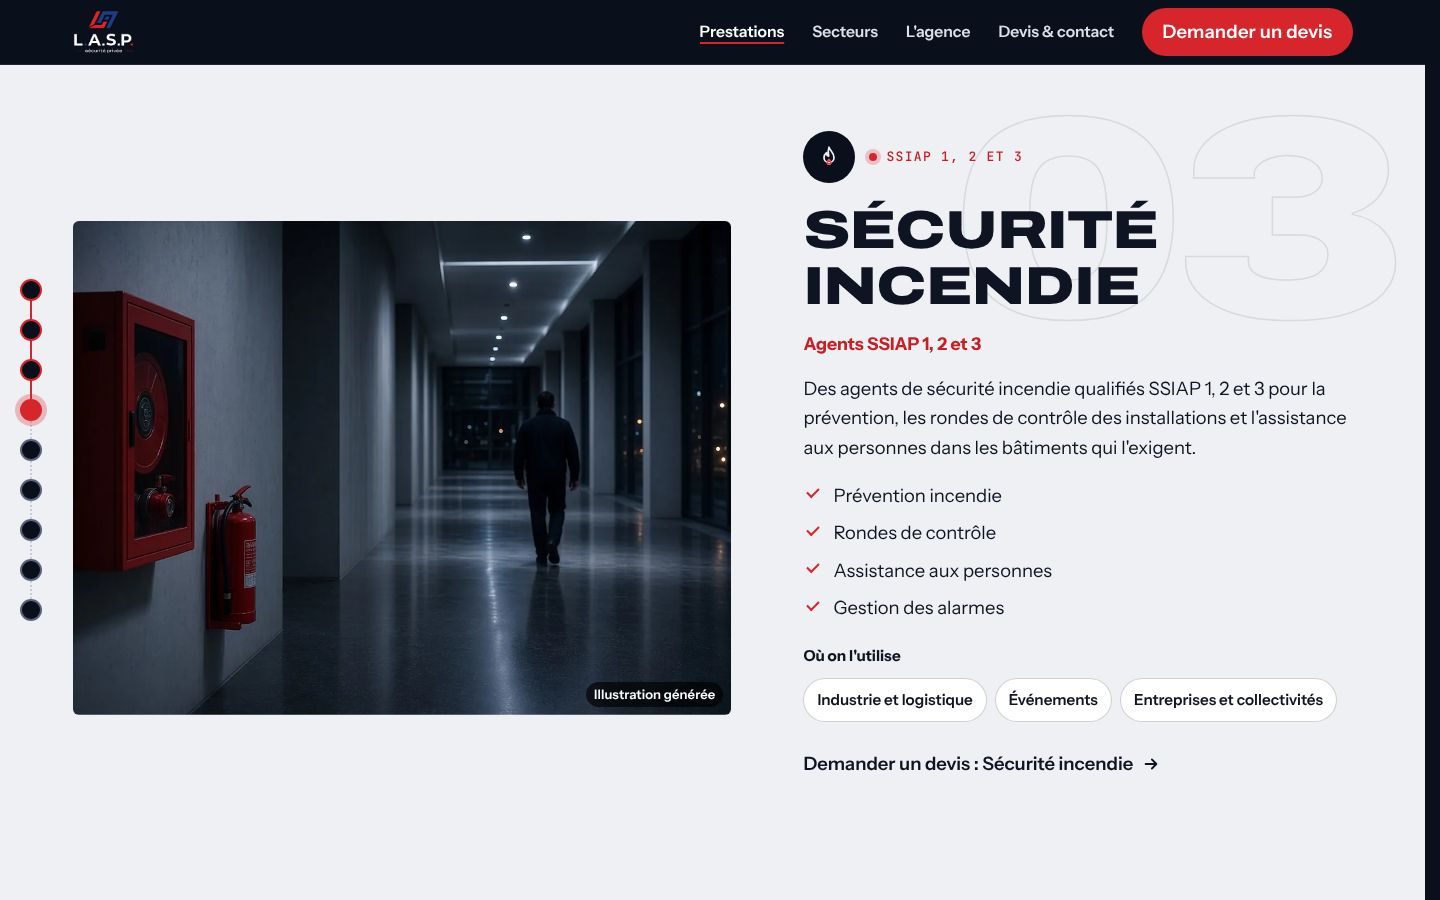 L.A.S.P.
sécurité privée
Prestations
Secteurs
L'agence
Devis & contact
Demander un devis
03
SSIAP 1, 2 ET 3
SÉCURITÉ
INCENDIE
Agents SSIAP 1, 2 et 3
Des agents de sécurité incendie qualifiés SSIAP 1, 2 et 3 pour la
prévention, les rondes de contrôle des installations et l'assistance
aux personnes dans les bâtiments qui l'exigent.
Prévention incendie
Rondes de contrôle
Assistance aux personnes
Gestion des alarmes
Où on l'utilise
Industrie et logistique
Événements
Entreprises et collectivités
Demander un devis : Sécurité incendie
Illustration générée